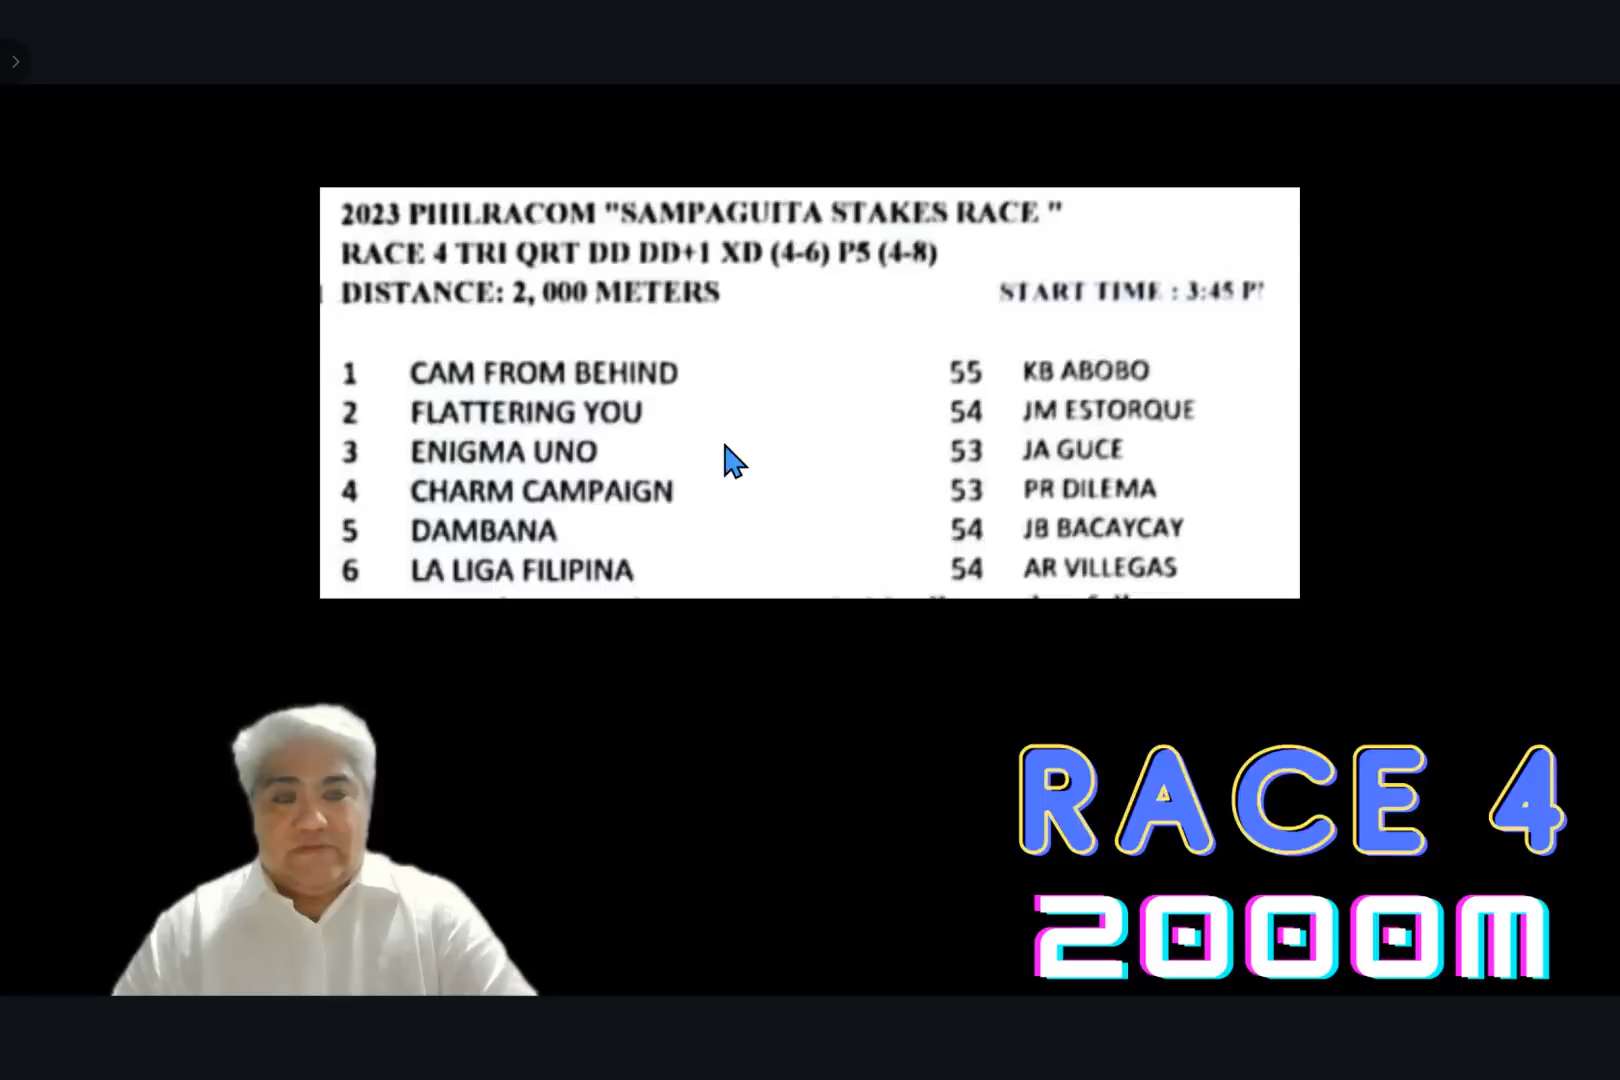 2023 PHILRACOM "SAMPAGUITA STAKES RACE "
RACE 4 TRI QRT DD DD+1 XD (4-6) P5 (4-8)
DISTANCE: 2, 000 METERS START TIME : 3:45 P
1 CAM FROM BEHIND 55 KB ABOBO
2 FLATTERING YOU 54 JM ESTORQUE
3 ENIGMA UNO 53 JA GUCE
4 CHARM CAMPAIGN 53 PR DILEMA
5 DAMBANA 54 JB BACAYCAY
6 LA LIGA FILIPINA 54 AR VILLEGAS
RACE 4
2000M